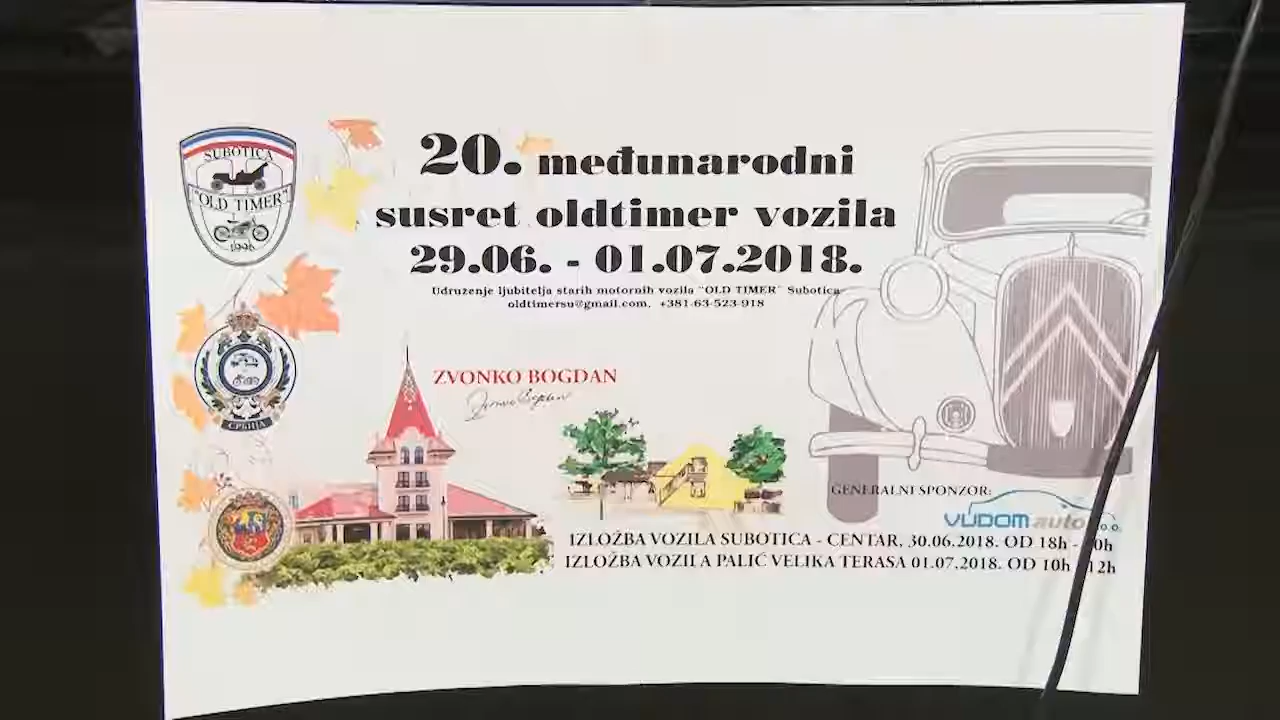 SUBOTICA
"OLD TIMER"
1996
20. međunarodni
susret oldtimer vozila
29.06. - 01.07.2018.
Udruženje ljubitelja starih motornih vozila "OLD TIMER" Subotica
oldtimersu@gmail.com, +381-63-523-918
СРБИЈА
ZVONKO BOGDAN
Zvonko Bogdan
GENERALNI SPONZOR:
VUDOM auto
IZLOŽBA VOZILA SUBOTICA - CENTAR, 30.06.2018. OD 18h -
IZLOŽBA VOZILA PALIĆ VELIKA TERASA 01.07.2018. OD 10h 12h